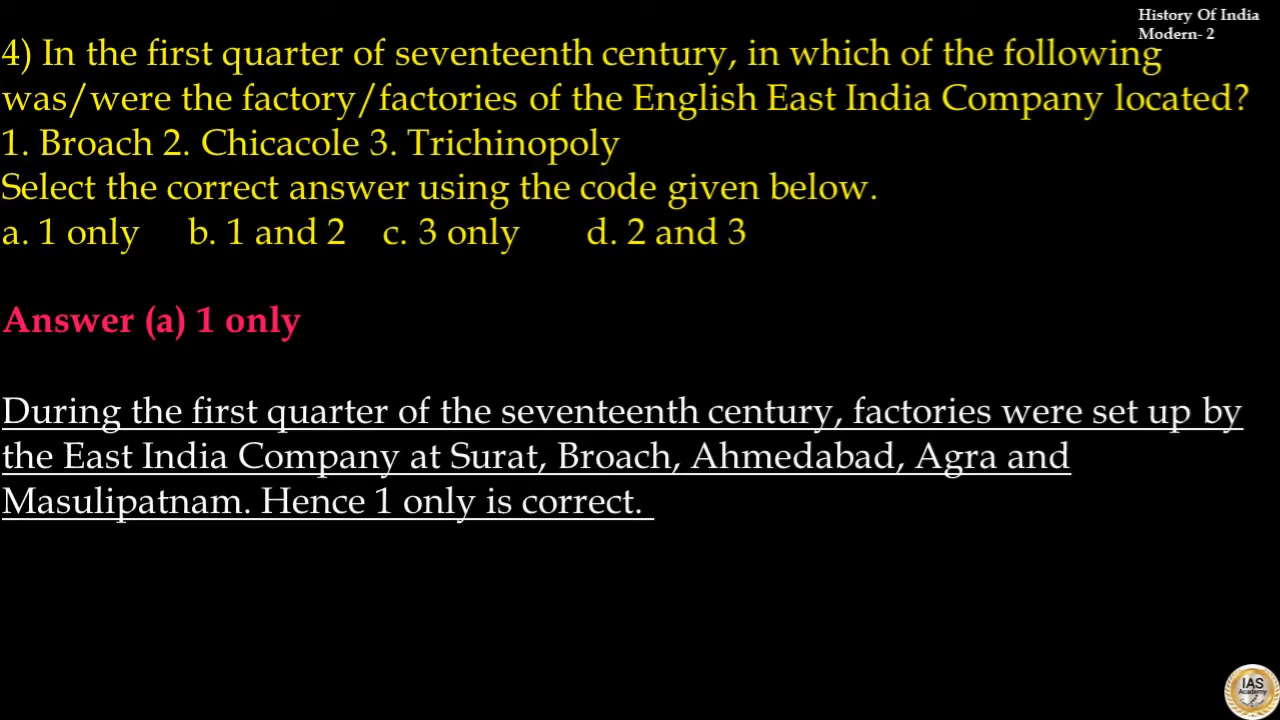 History Of India
Modern- 2
4) In the first quarter of seventeenth century, in which of the following
was/were the factory/factories of the English East India Company located?
1. Broach 2. Chicacole 3. Trichinopoly
Select the correct answer using the code given below.
a. 1 only b. 1 and 2 c. 3 only d. 2 and 3
Answer (a) 1 only
During the first quarter of the seventeenth century, factories were set up by
the East India Company at Surat, Broach, Ahmedabad, Agra and
Masulipatnam. Hence 1 only is correct.
IAS
Academy